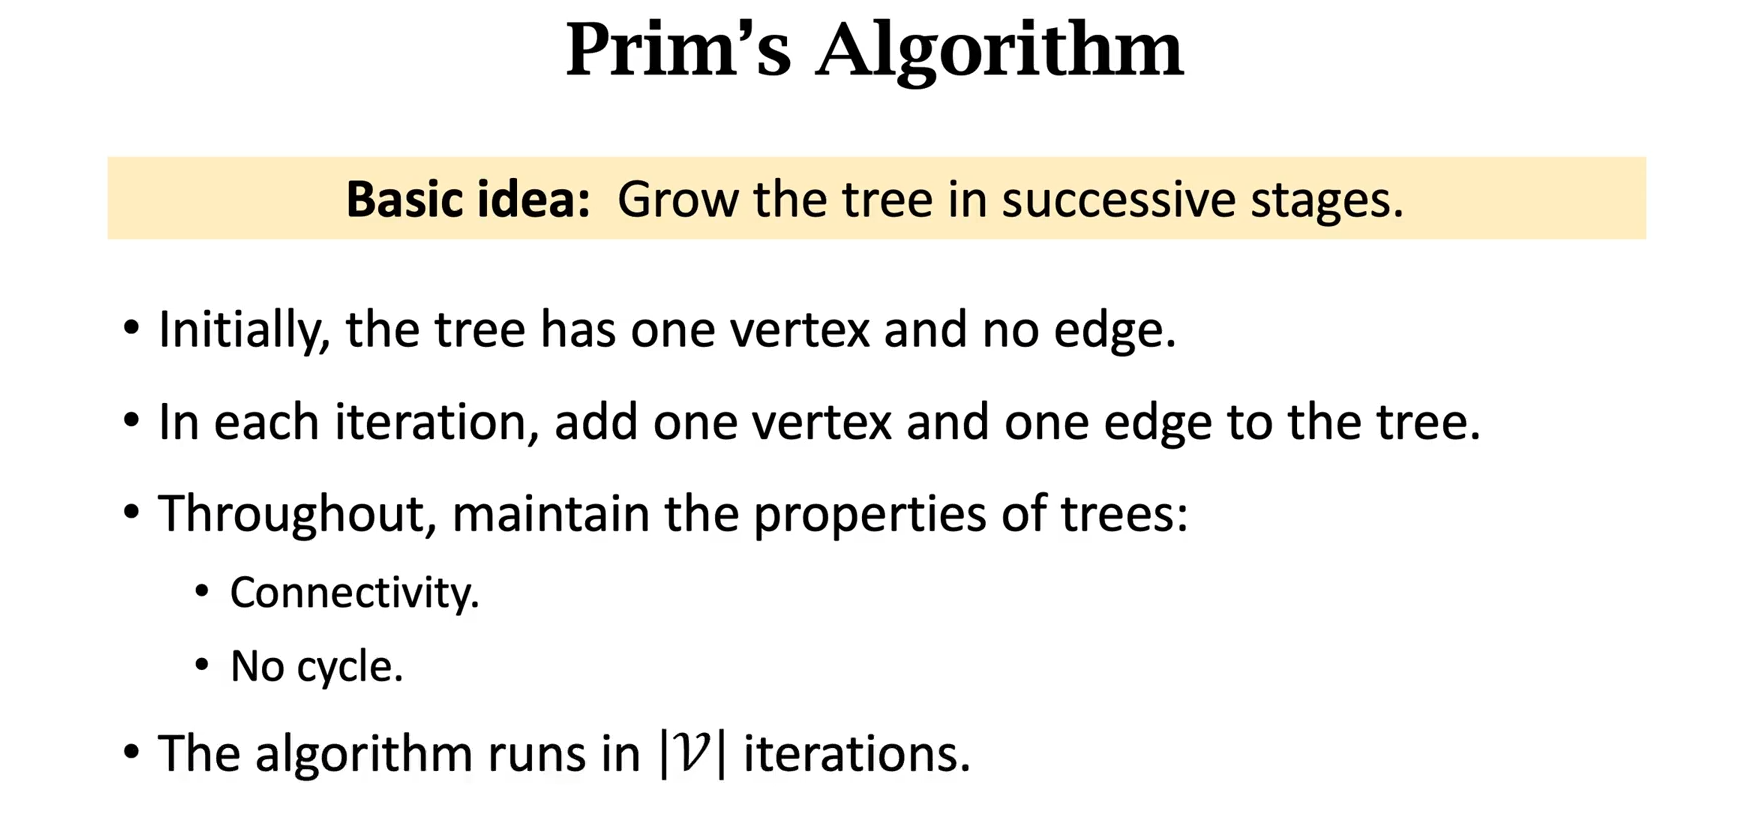 Prim’s Algorithm
Basic idea: Grow the tree in successive stages.
• Initially, the tree has one vertex and no edge.
• In each iteration, add one vertex and one edge to the tree.
• Throughout, maintain the properties of trees:
• Connectivity.
• No cycle.
• The algorithm runs in |𝒱| iterations.